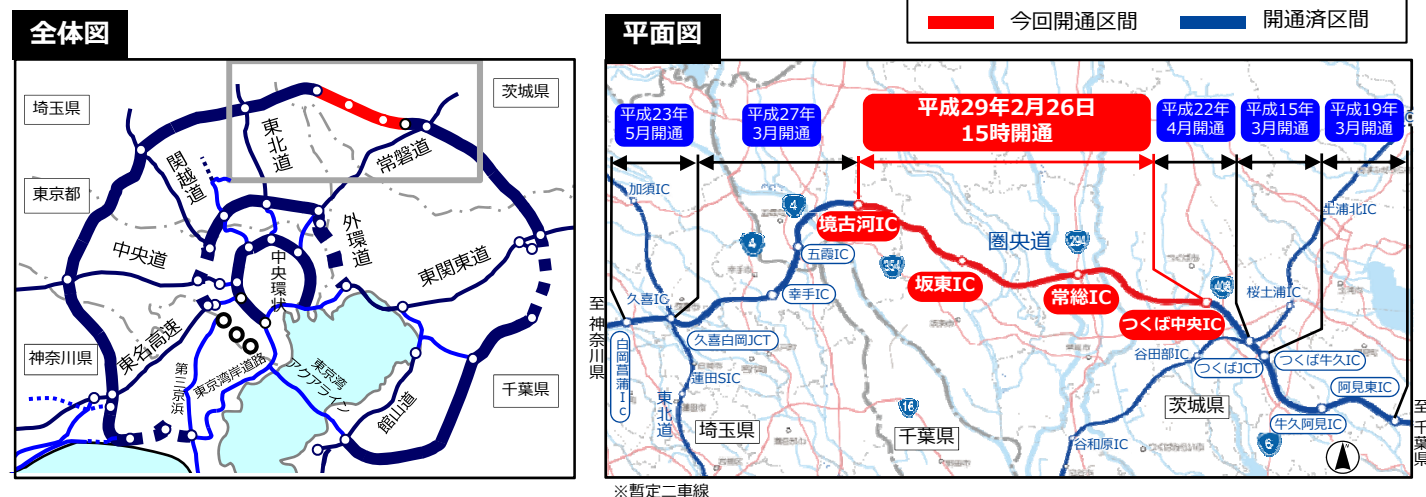 全体図
埼玉県
茨城県
東京都
神奈川県
千葉県
関越道
東北道
常磐道
中央道
中央環状
外環道
東関東道
東名高速
第三京浜
東京湾岸道路
東京湾
アクアライン
館山道
平面図
今回開通区間
開通済区間
平成23年
5月開通
平成27年
3月開通
平成29年2月26日
15時開通
平成22年
4月開通
平成15年
3月開通
平成19年
3月開通
加須IC
土浦北IC
4
境古河IC
圏央道
294
4
五霞IC
354
坂東IC
常総IC
408
幸手IC
久喜IC
桜土浦IC
つくば中央IC
至 神奈川県
白岡菖蒲IC
久喜白岡JCT
谷田部IC
つくばJCT
つくば牛久IC
蓮田SIC
阿見東IC
東北道
16
茨城県
牛久阿見IC
埼玉県
千葉県
谷和原IC
6
至 千葉県
※暫定二車線